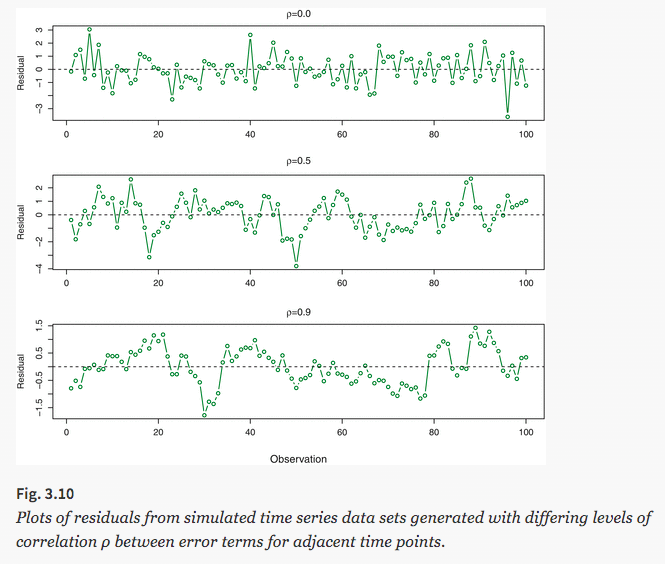 ρ=0.0
Residual
3
1
0
-1
-3
0 20 40 60 80 100
ρ=0.5
Residual
2
1
0
-2
-4
0 20 40 60 80 100
ρ=0.9
Residual
1.5
0.5
-0.5
-1.5
0 20 40 60 80 100
Observation
Fig. 3.10
Plots of residuals from simulated time series data sets generated with differing levels of
correlation ρ between error terms for adjacent time points.